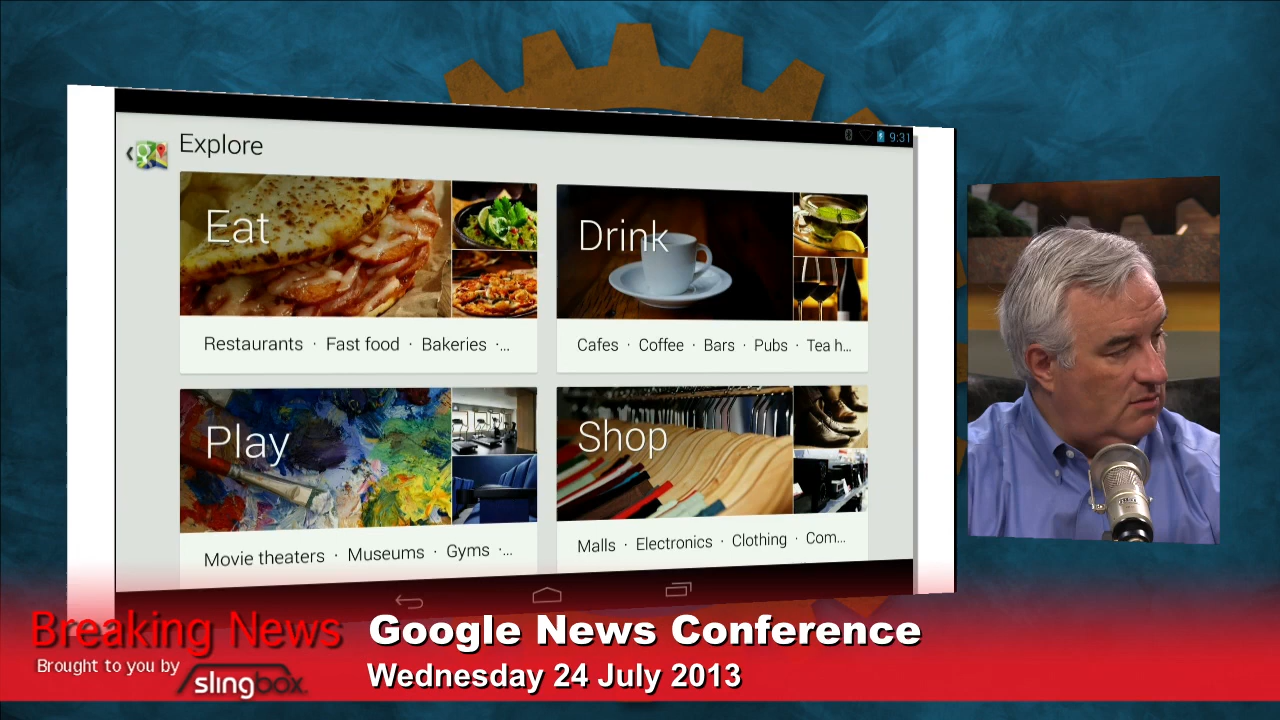 9:31
Explore
Eat
Drink
Restaurants · Fast food · Bakeries ·...
Cafes · Coffee · Bars · Pubs · Tea h...
Play
Shop
Movie theaters · Museums · Gyms ·...
Malls · Electronics · Clothing · Com...
Breaking News
Brought to you by
slingbox
Google News Conference
Wednesday 24 July 2013